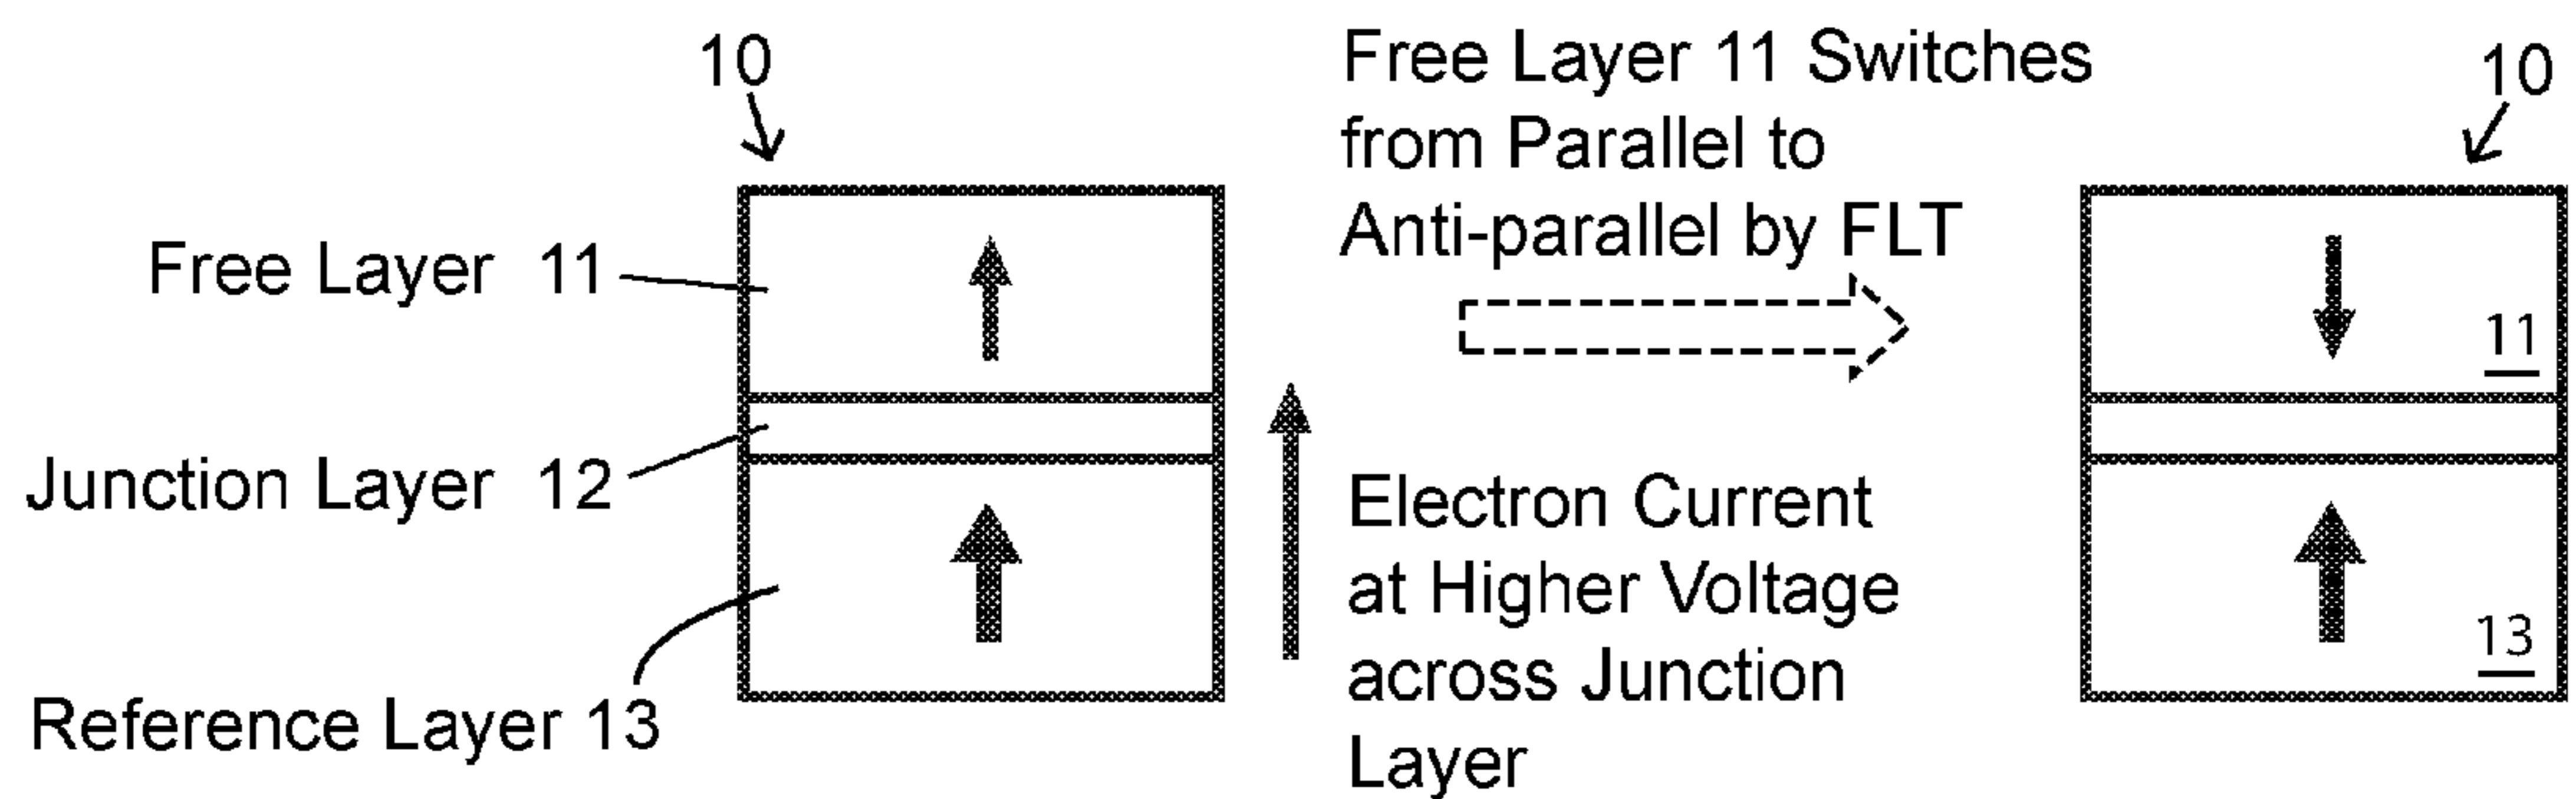 10
Free Layer 11
Junction Layer 12
Reference Layer 13
Free Layer 11 Switches
from Parallel to
Anti-parallel by FLT
Electron Current
at Higher Voltage
across Junction
Layer
10
11
13